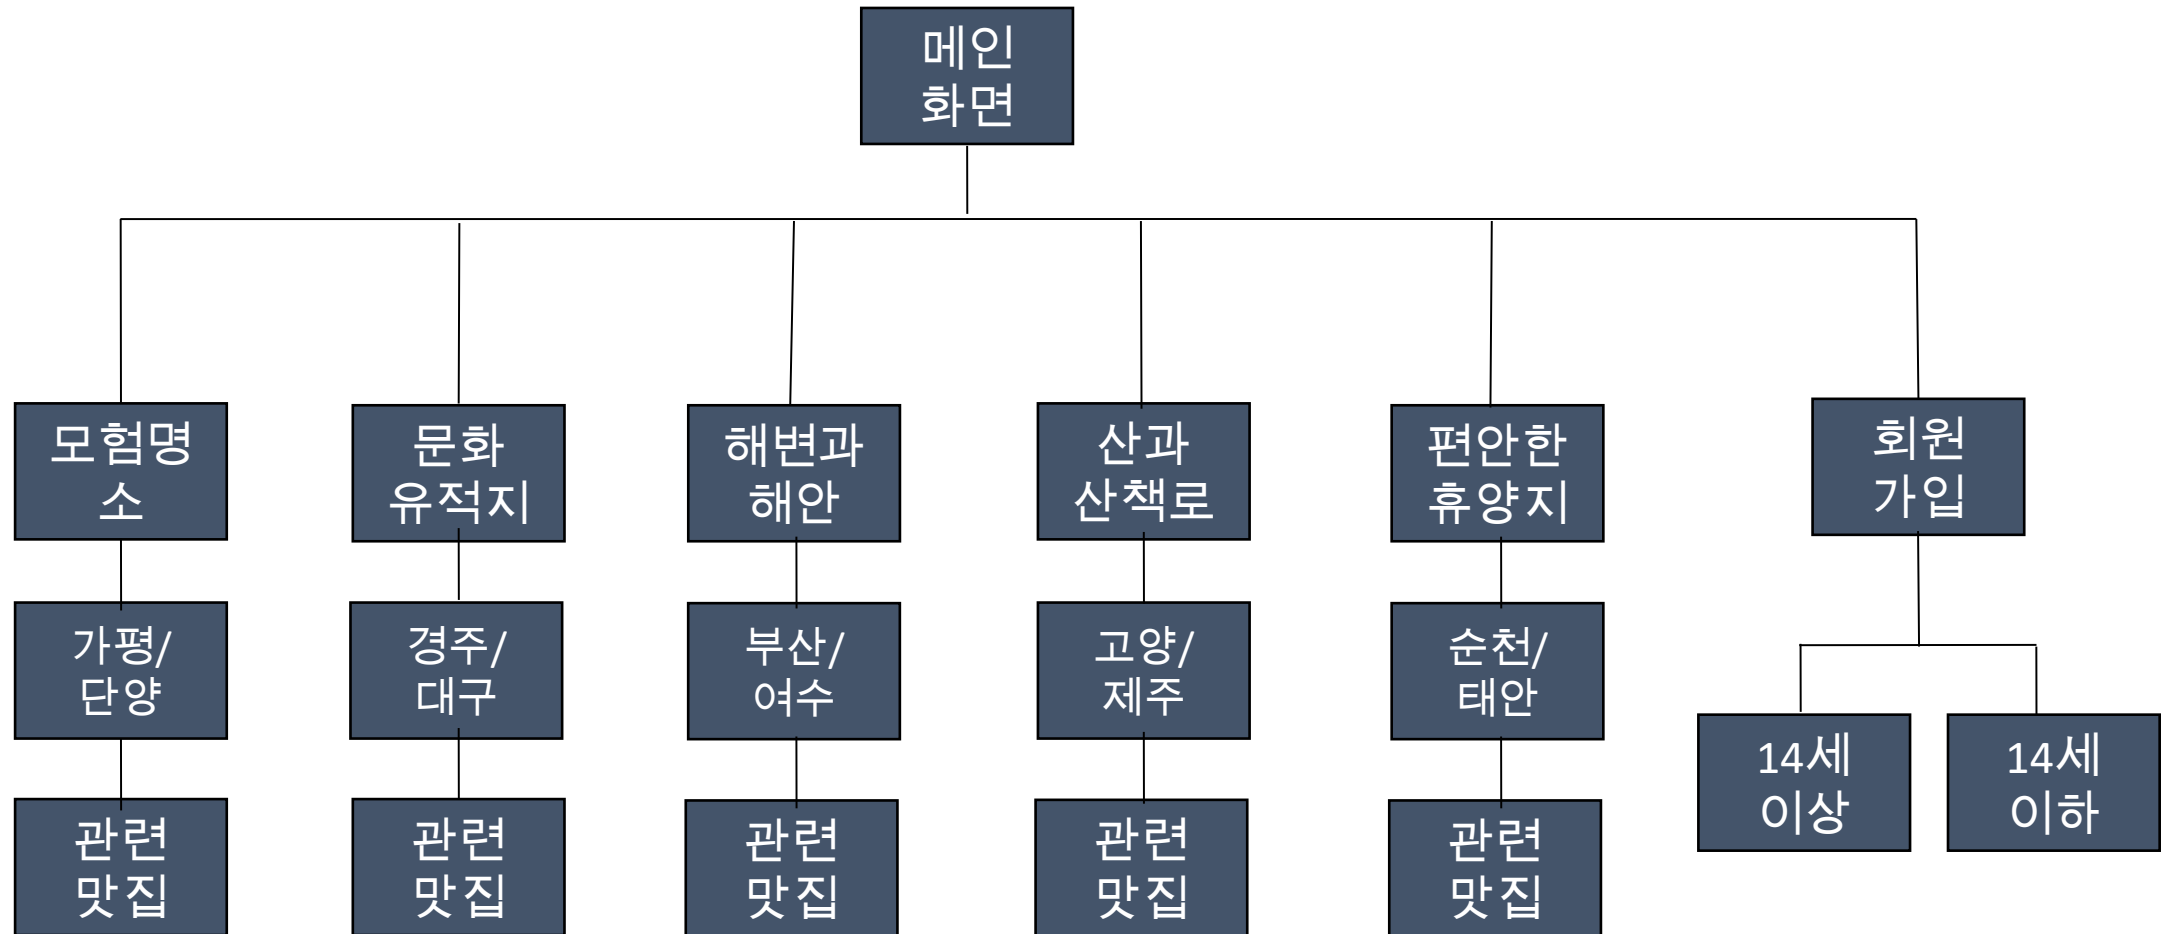 메인
화면
모험명
소
문화
유적지
해변과
해안
산과
산책로
편안한
휴양지
회원
가입
가평/
단양
경주/
대구
부산/
여수
고양/
제주
순천/
태안
14세
이상
14세
이하
관련
맛집
관련
맛집
관련
맛집
관련
맛집
관련
맛집